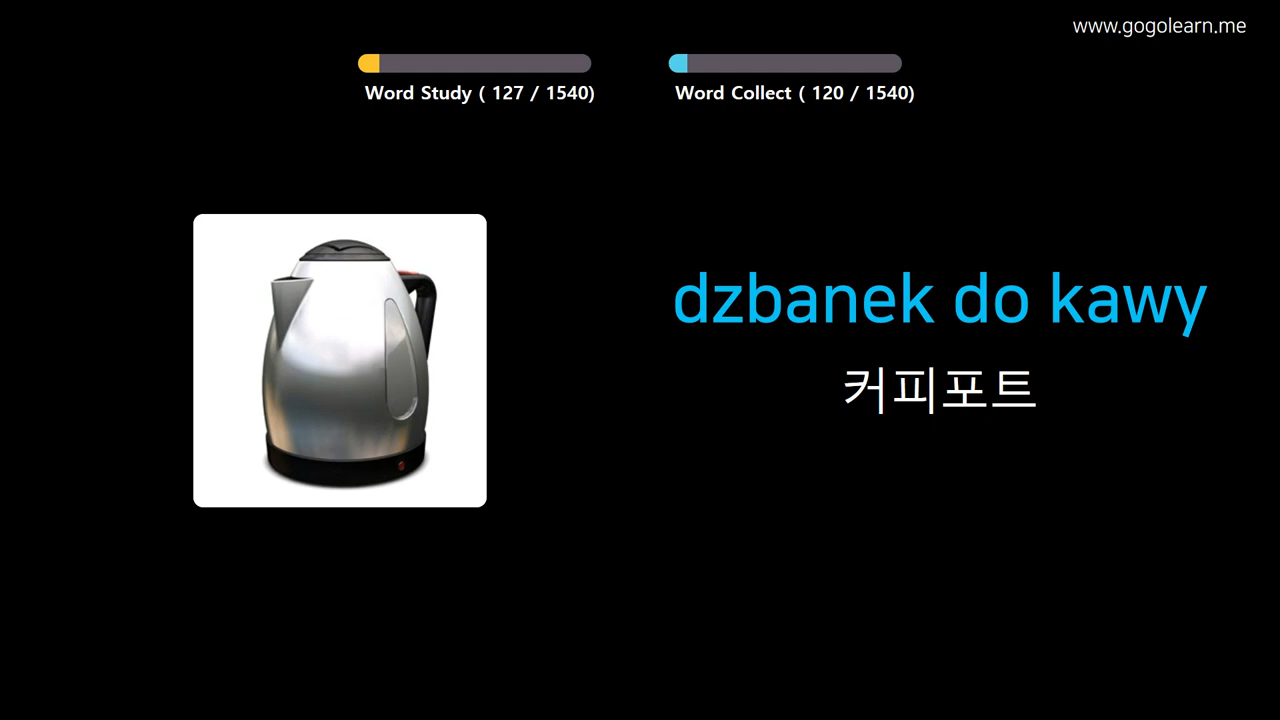 www.gogolearn.me
Word Study ( 127 / 1540)
Word Collect ( 120 / 1540)
dzbanek do kawy
커피포트